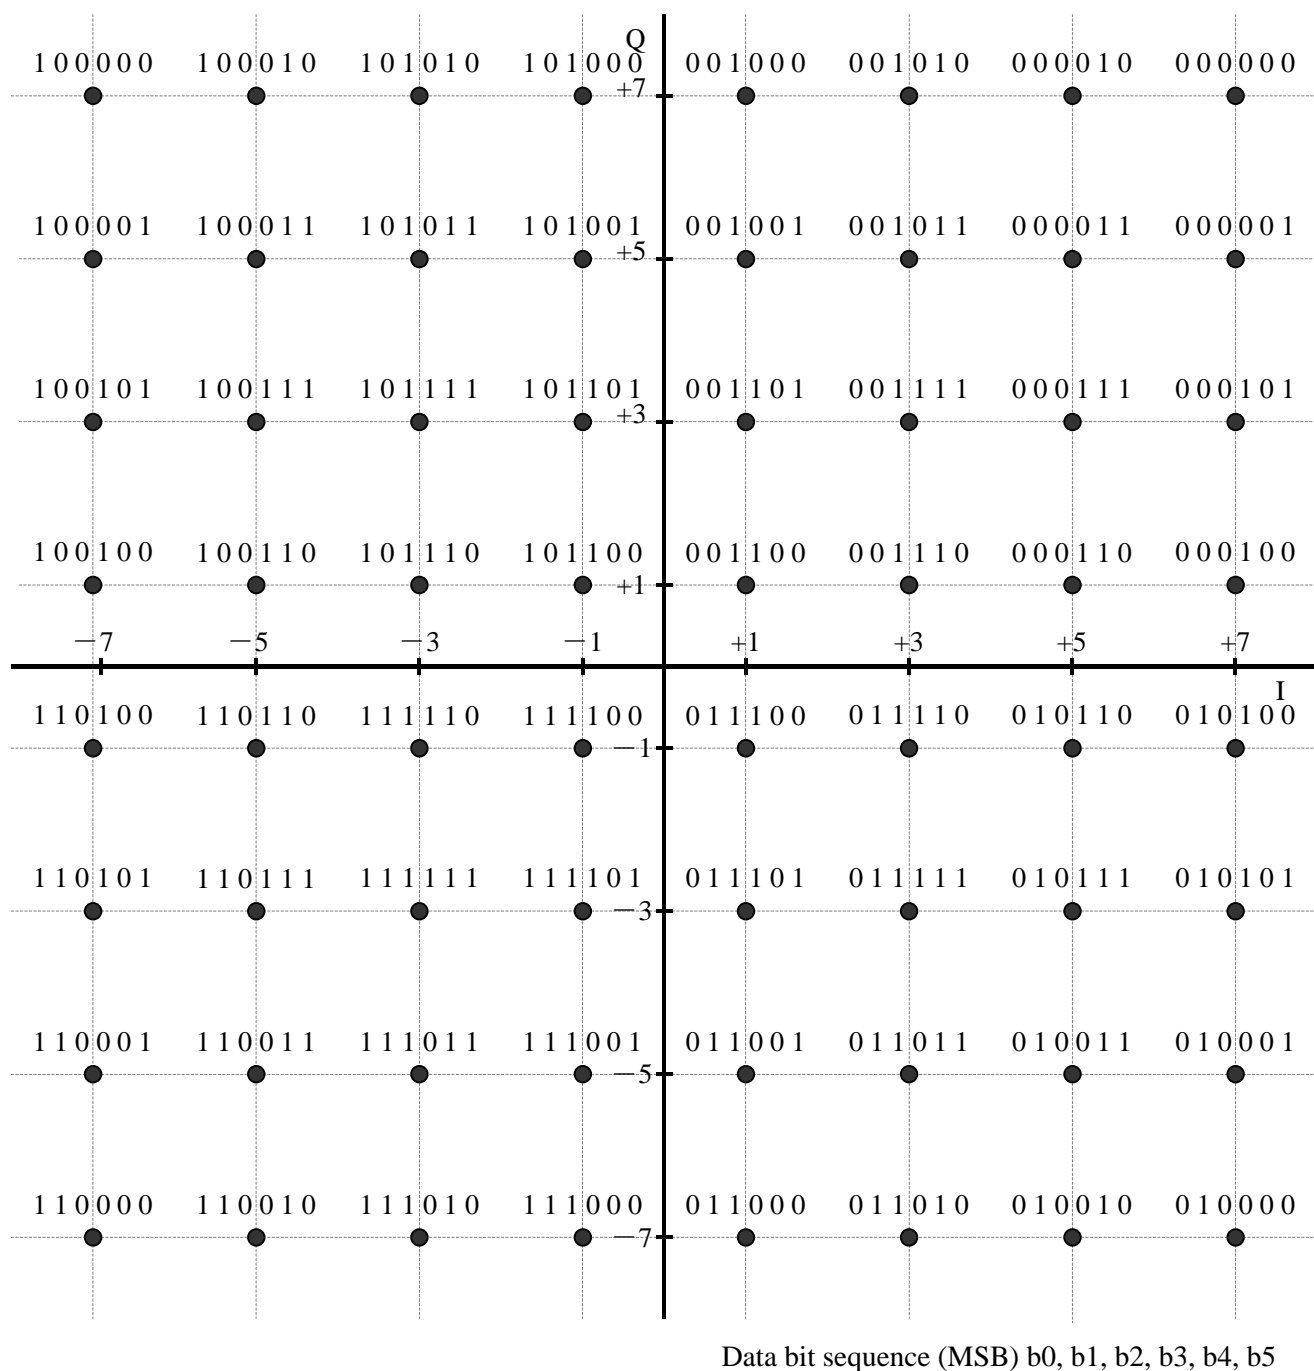 Q
100000 100010 101010 101000 001000 001010 000010 000000
+7
100001 100011 101011 101001 001001 001011 000011 000001
+5
100101 100111 101111 101101 001101 001111 000111 000101
+3
100100 100110 101110 101100 001100 001110 000110 000100
+1
−7 −5 −3 −1 +1 +3 +5 +7
I
110100 110110 111110 111100 011100 011110 010110 010100
−1
110101 110111 111111 111101 011101 011111 010111 010101
−3
110001 110011 111011 111001 011001 011011 010011 010001
−5
110000 110010 111010 111000 011000 011010 010010 010000
−7
Data bit sequence (MSB) b0, b1, b2, b3, b4, b5